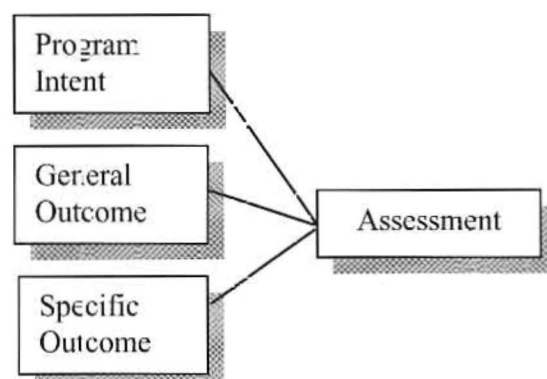 Program
Intent
General
Outcome
Assessment
Specific
Outcome